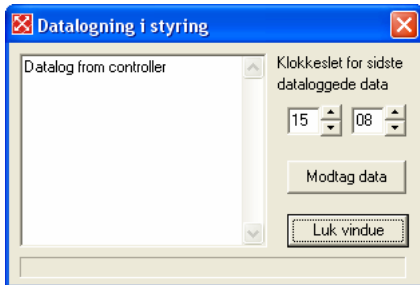 Datalogning i styring
Datalog from controller
Klokkeslet for sidste
dataloggede data
15 08
Modtag data
Luk vindue